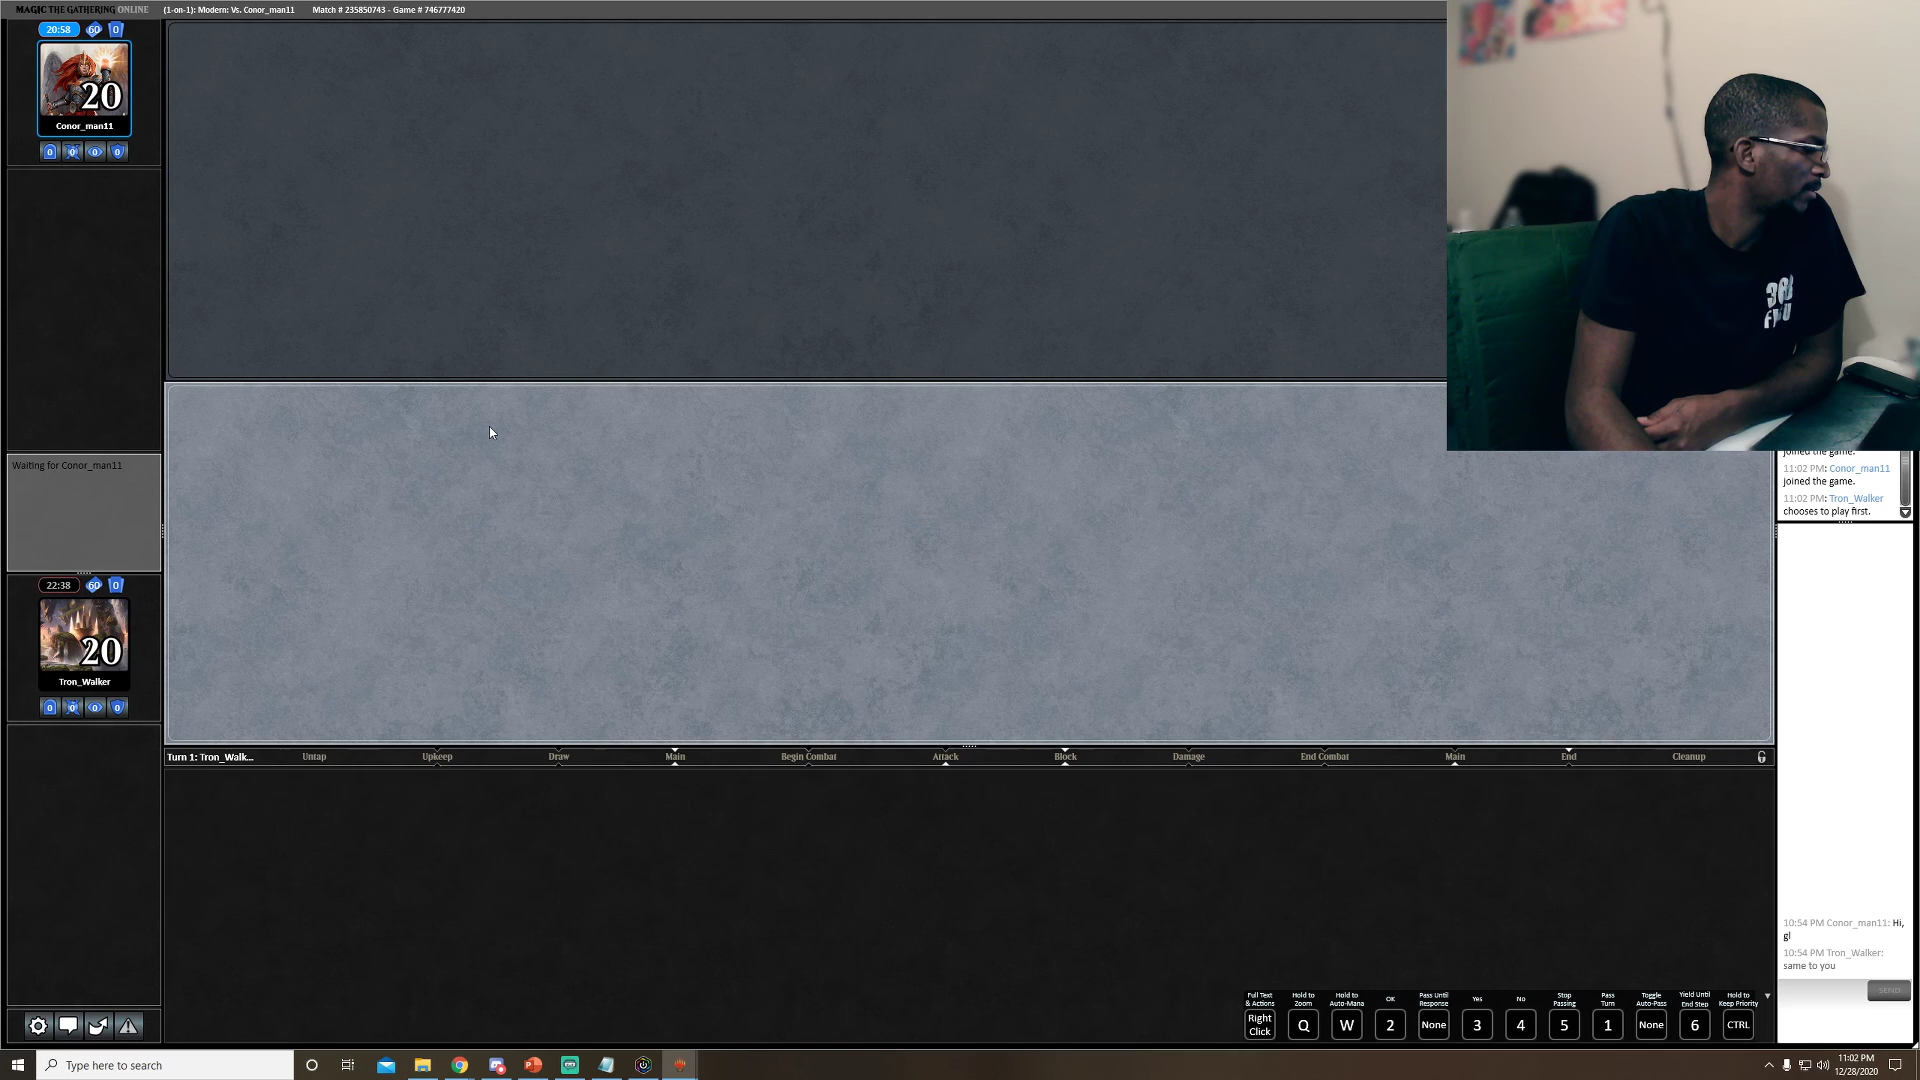 MAGIC THE GATHERING ONLINE (1-on-1): Modern: Vs. Conor_man11 Match # 235850743 - Game # 746777420
20:58 60 0
20
Conor_man11
0 0 0 0
Waiting for Conor_man11
22:38 60 0
20
Tron_Walker
0 0 0 0
joined the game.
11:02 PM: Conor_man11
joined the game.
11:02 PM: Tron_Walker
chooses to play first.
Turn 1: Tron_Walk... Untap Upkeep Draw Main Begin Combat Attack Block Damage End Combat Main End Cleanup
10:54 PM Conor_man11: Hi,
gl
10:54 PM Tron_Walker:
same to you
SEND
Full Text & Actions Right Click
Hold to Zoom Q
Hold to Auto-Mana W
OK 2
Pass Until Response None
Yes 3
No 4
Stop Passing 5
Pass Turn 1
Toggle Auto-Pass None
Yield Until End Step 6
Hold to Keep Priority CTRL
Type here to search
11:02 PM
12/28/2020